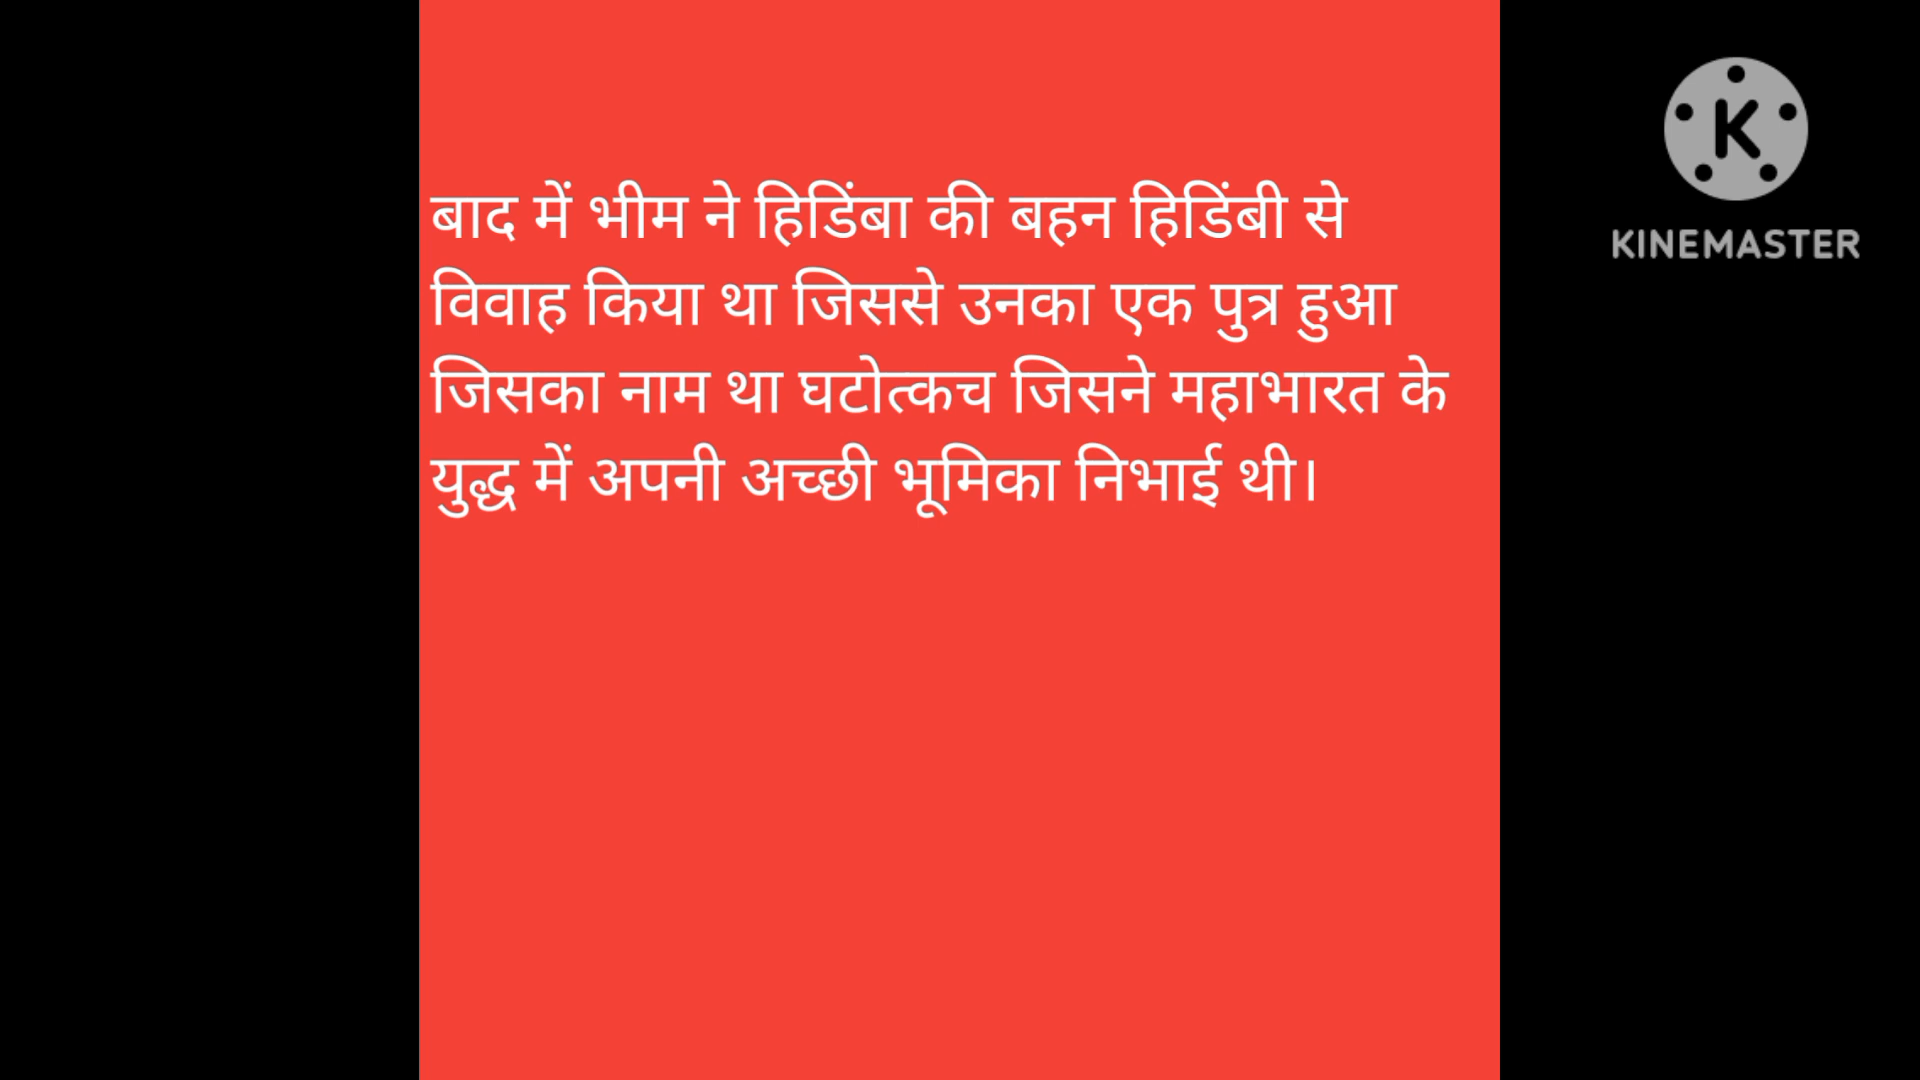 बाद में भीम ने हिडिंबा की बहन हिडिंबी से
विवाह किया था जिससे उनका एक पुत्र हुआ
जिसका नाम था घटोत्कच जिसने महाभारत के
युद्ध में अपनी अच्छी भूमिका निभाई थी।
K
KINEMASTER